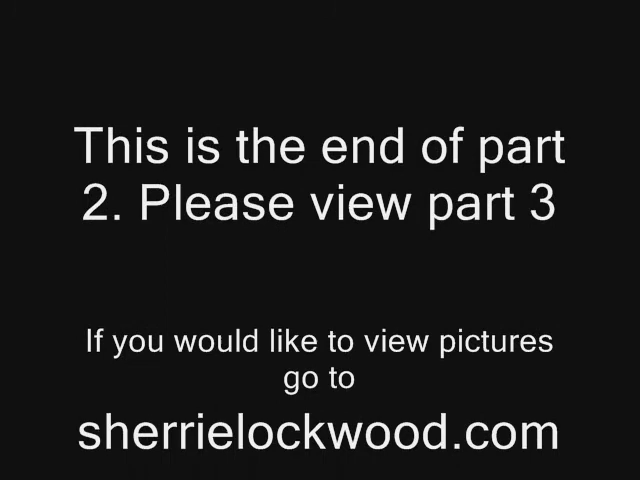 This is the end of part
2. Please view part 3
If you would like to view pictures
go to
sherrielockwood.com